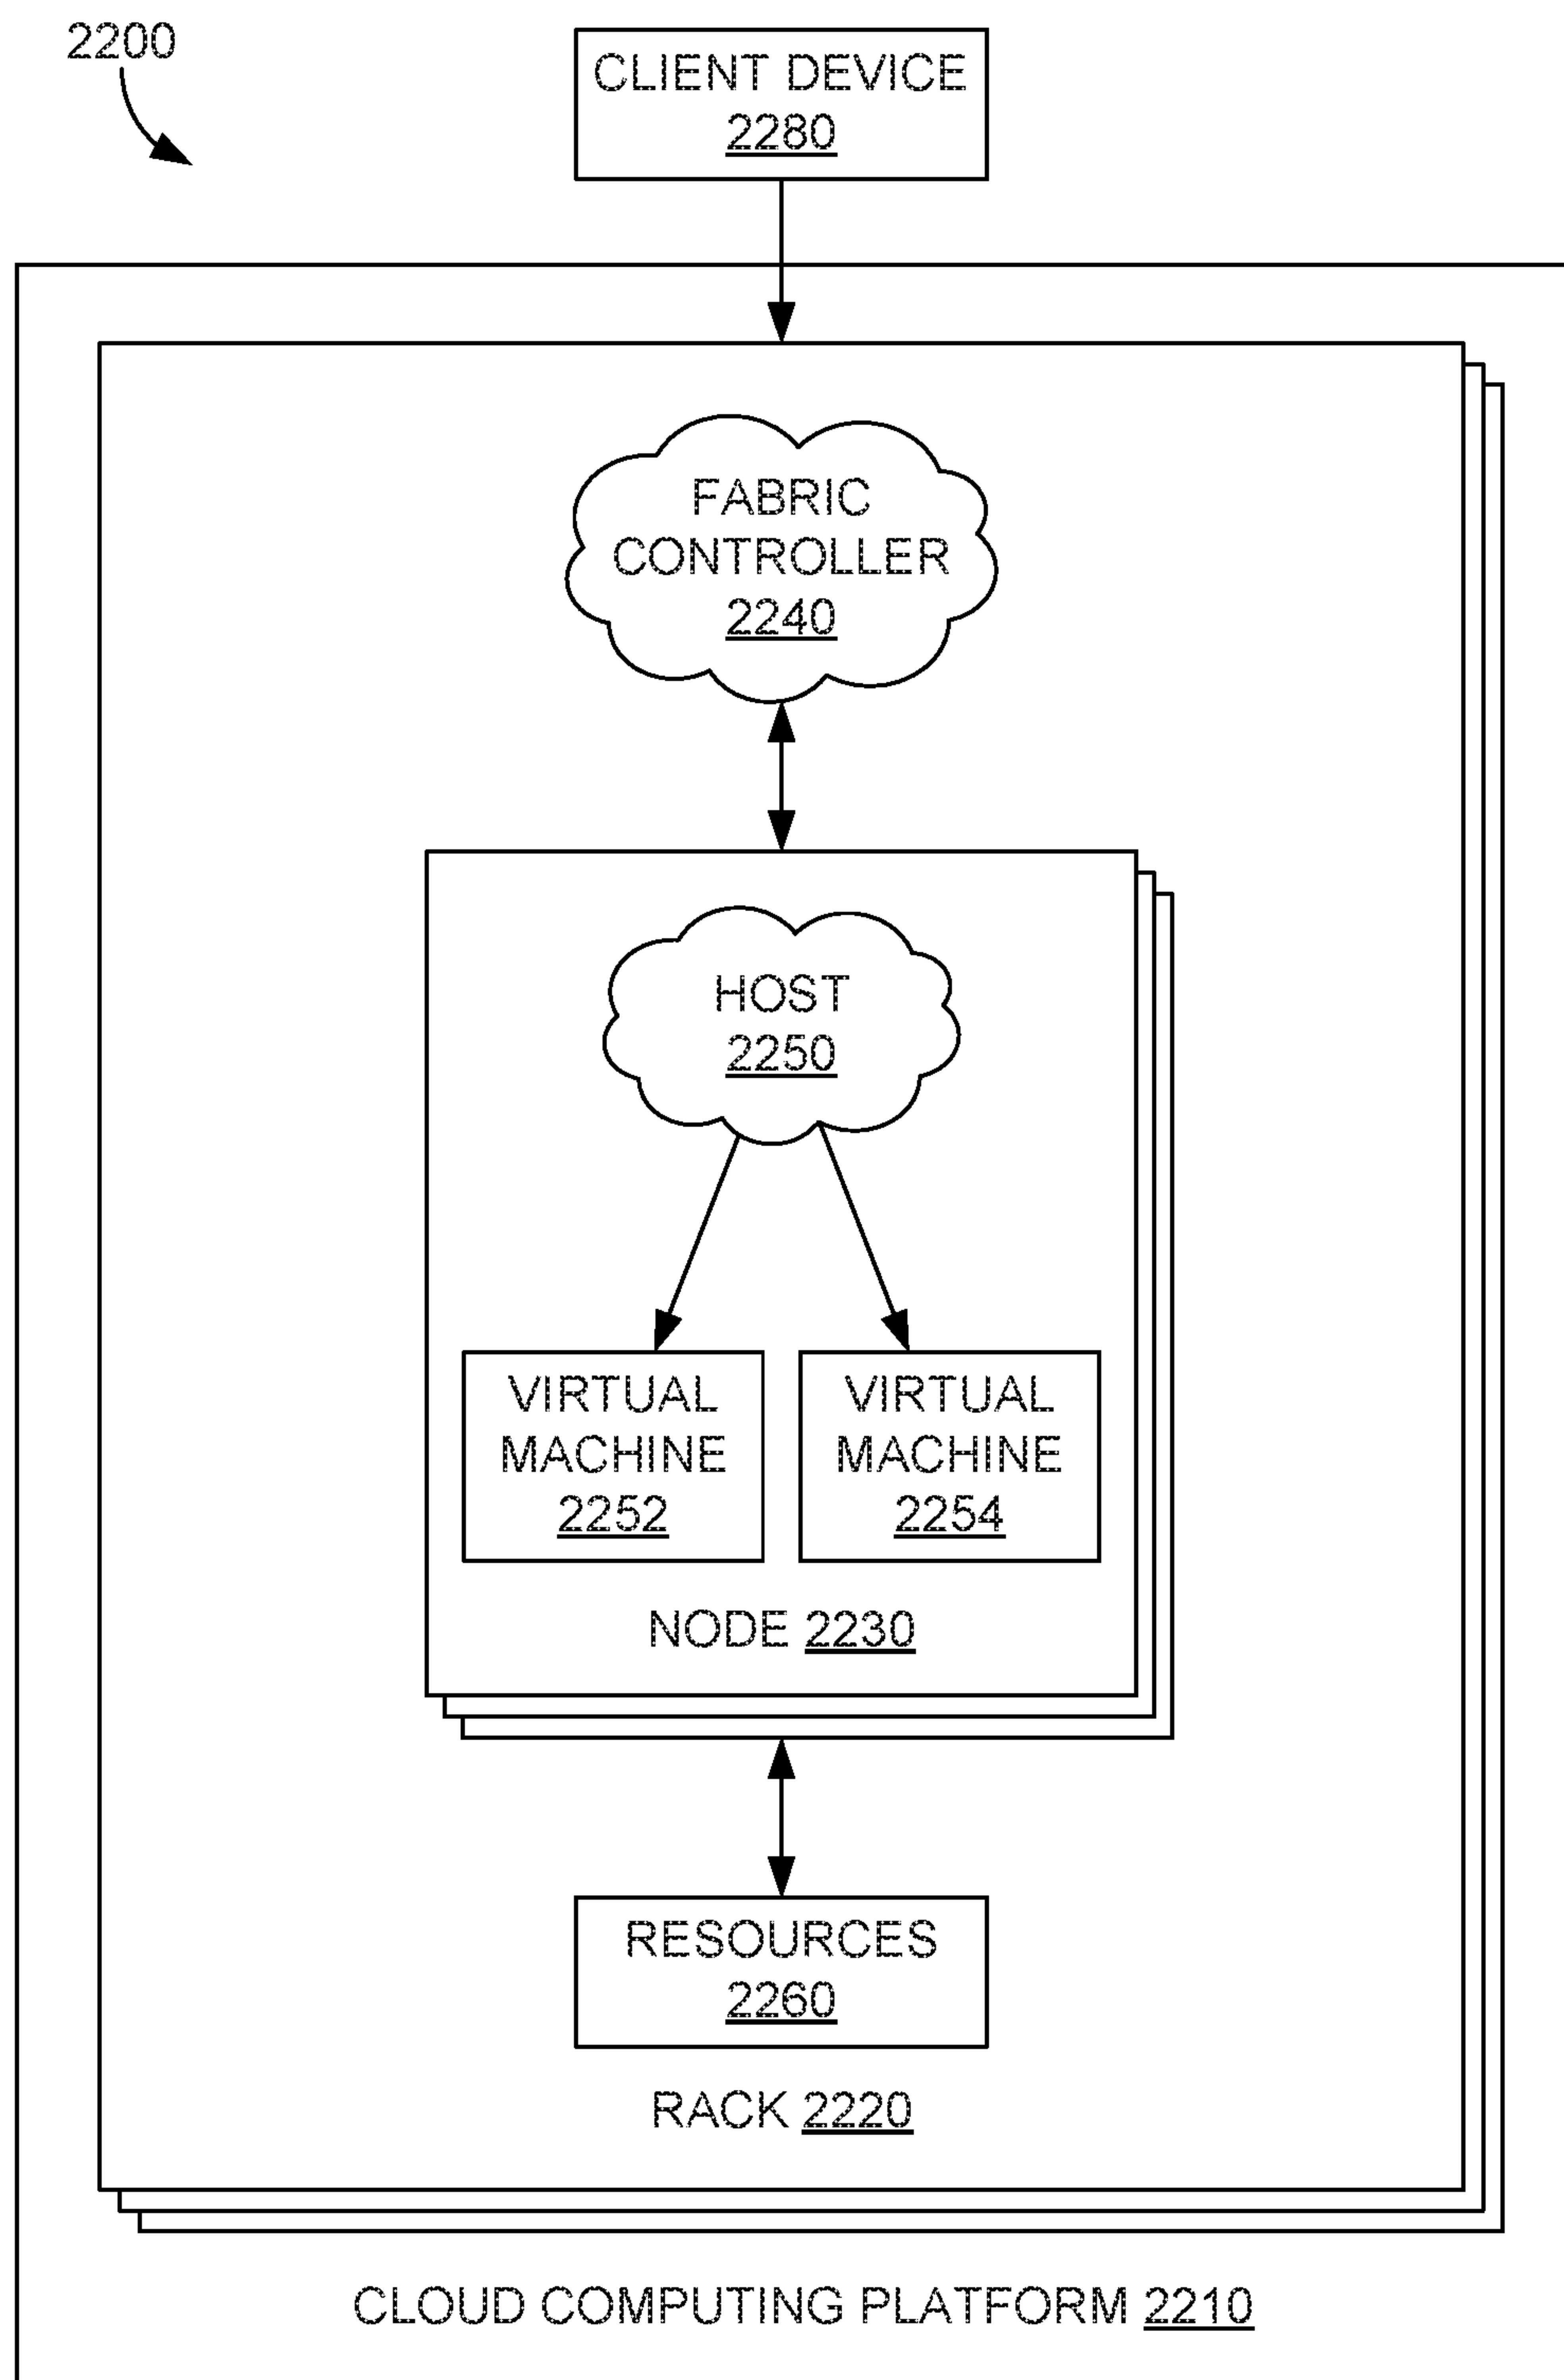 2200
CLIENT DEVICE
2280
FABRIC
CONTROLLER
2240
HOST
2250
VIRTUAL
MACHINE
2252
VIRTUAL
MACHINE
2254
NODE 2230
RESOURCES
2260
RACK 2220
CLOUD COMPUTING PLATFORM 2210